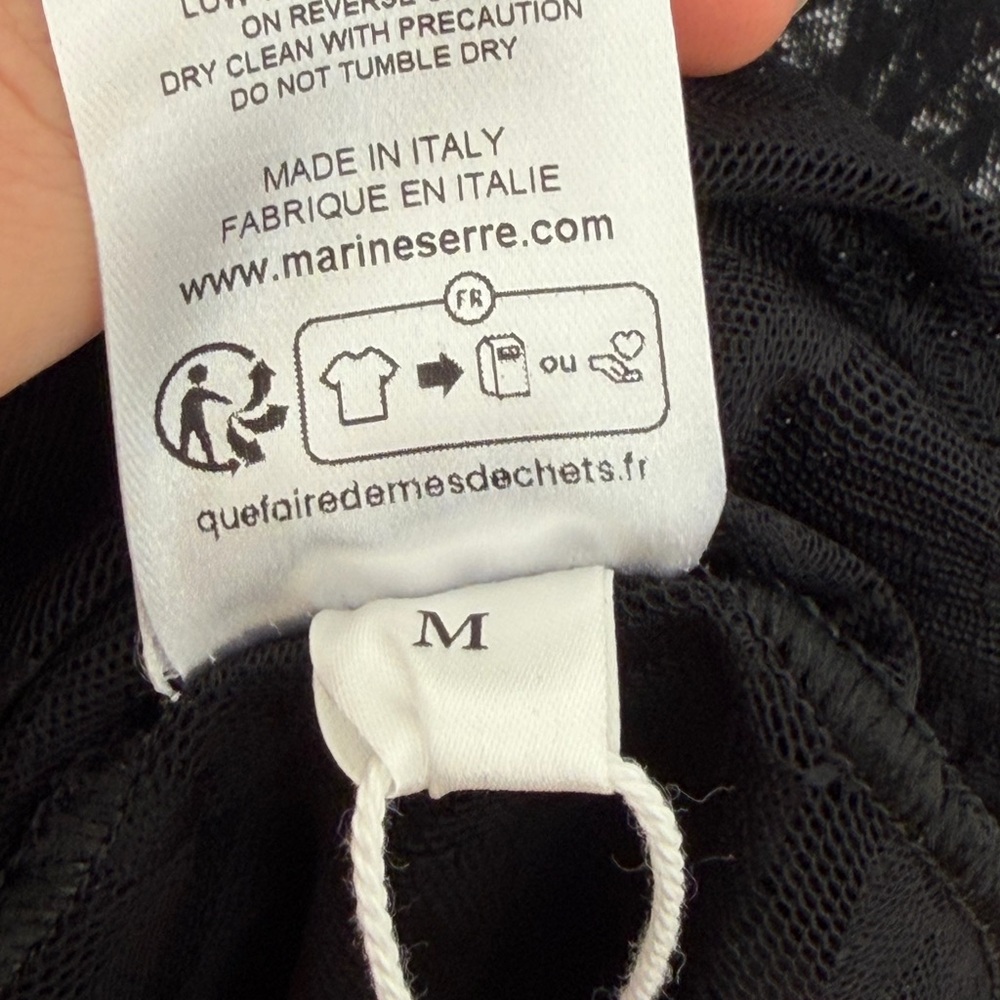 ON REVERSE
DRY CLEAN WITH PRECAUTION
DO NOT TUMBLE DRY
MADE IN ITALY
FABRIQUE EN ITALIE
www.marineserre.com
FR
ou
quefairedemesdechets.fr
M